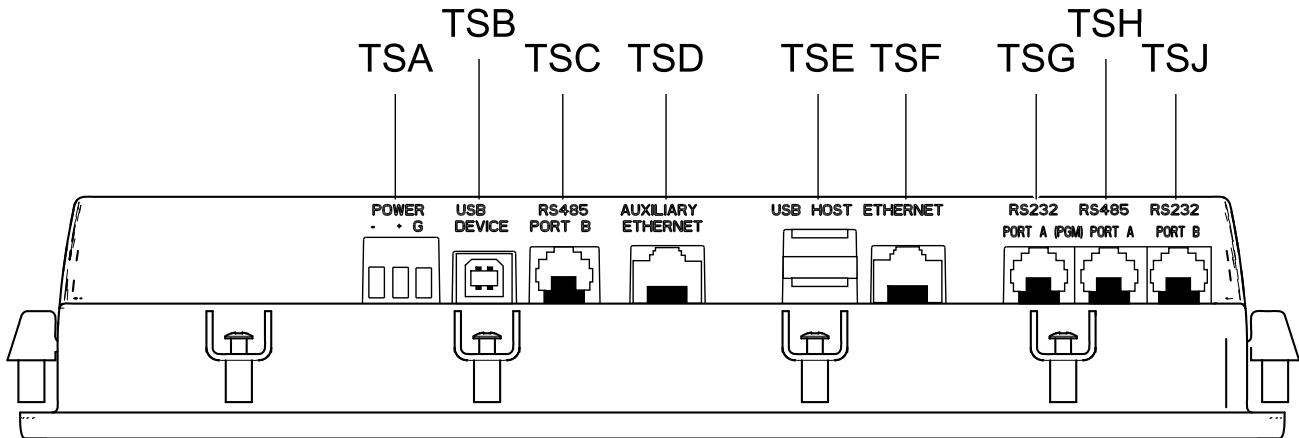 TSB TSH
TSA TSC TSD TSE TSF TSG TSJ
POWER USB RS485 AUXILIARY USB HOST ETHERNET RS232 RS485 RS232
- + G DEVICE PORT B ETHERNET PORT A (PGM) PORT A PORT B